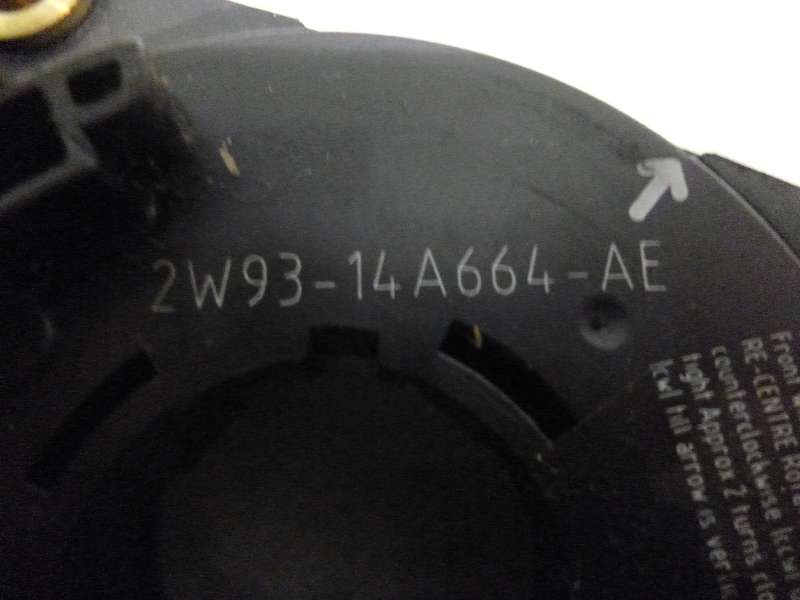 2W93-14A664-AE
Front
RE-CENTRE
counterclockwise
tight Approx 2 turns
till arrow is